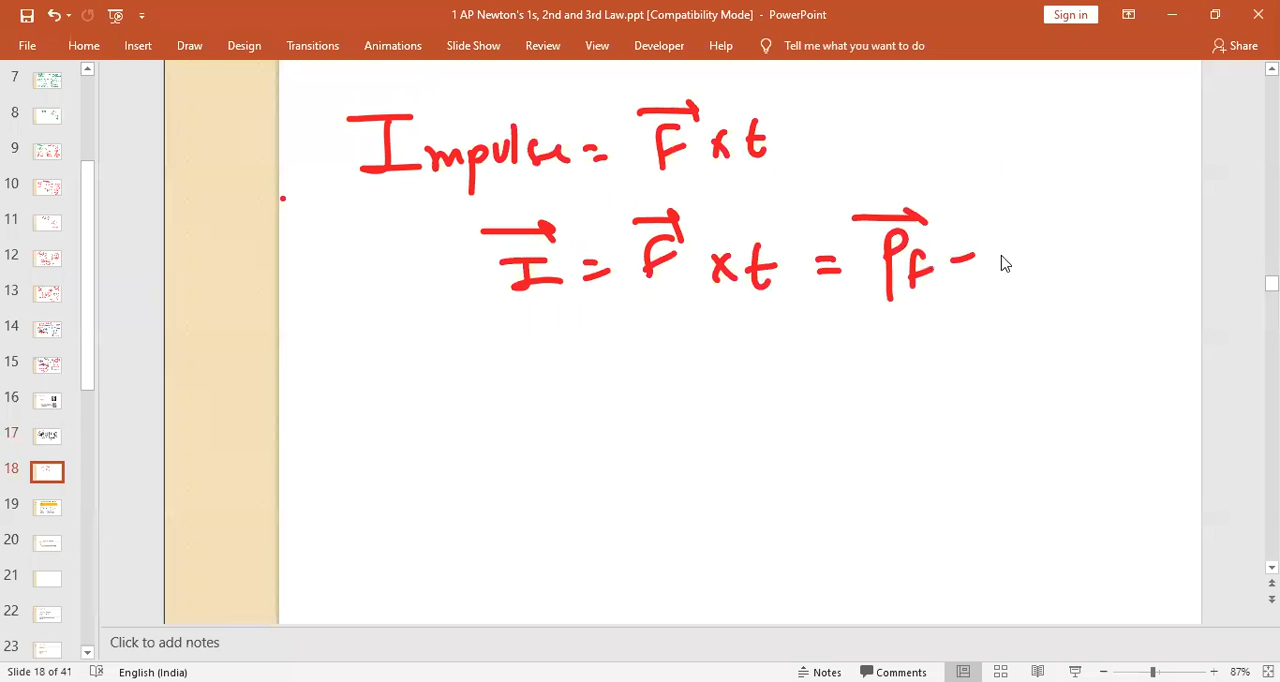 1 AP Newton's 1s, 2nd and 3rd Law.ppt [Compatibility Mode] - PowerPoint
Sign in
File Home Insert Draw Design Transitions Animations Slide Show Review View Developer Help Tell me what you want to do Share
7
8
9
10
11
12
13
14
15
16
17
18
19
20
21
22
23
Impulse = F × t
I = F × t = Pf -
Click to add notes
Slide 18 of 41 English (India) Notes Comments 87%